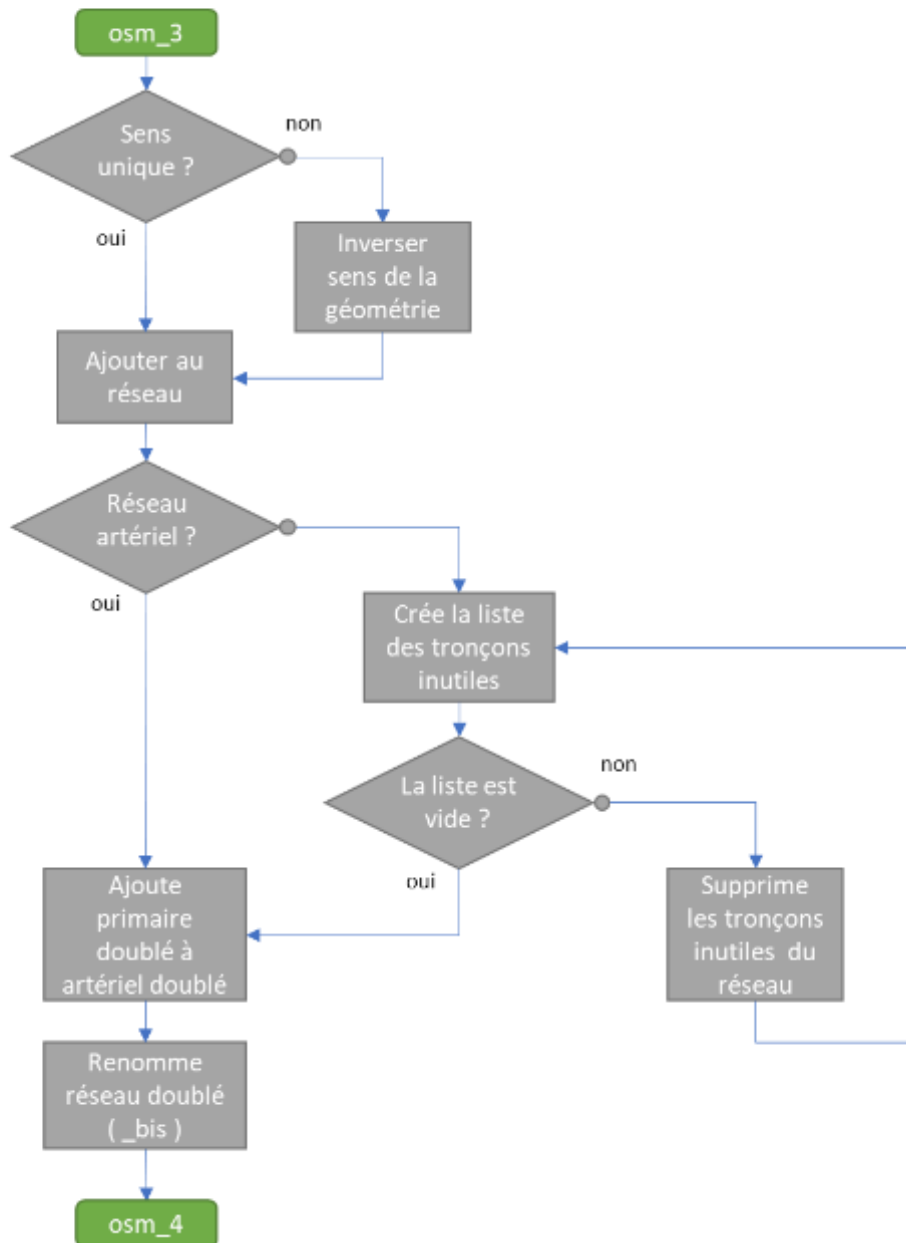 osm_3
Sens
unique ?
non
oui
Inverser
sens de la
géométrie
Ajouter au
réseau
Réseau
artériel ?
oui
Crée la liste
des tronçons
inutiles
La liste est
vide ?
non
oui
Ajoute
primaire
doublé à
artériel doublé
Supprime
les tronçons
inutiles du
réseau
Renomme
réseau doublé
( _bis )
osm_4